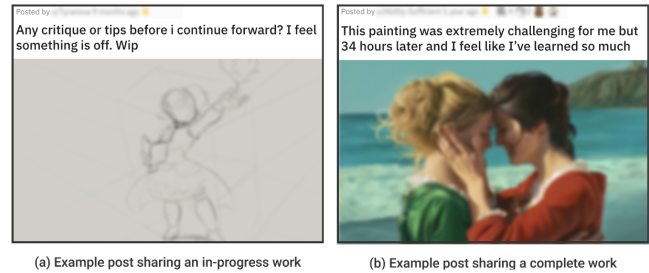 Posted by
Any critique or tips before i continue forward? I feel
something is off. Wip
(a) Example post sharing an in-progress work
Posted by
This painting was extremely challenging for me but
34 hours later and I feel like I've learned so much
(b) Example post sharing a complete work